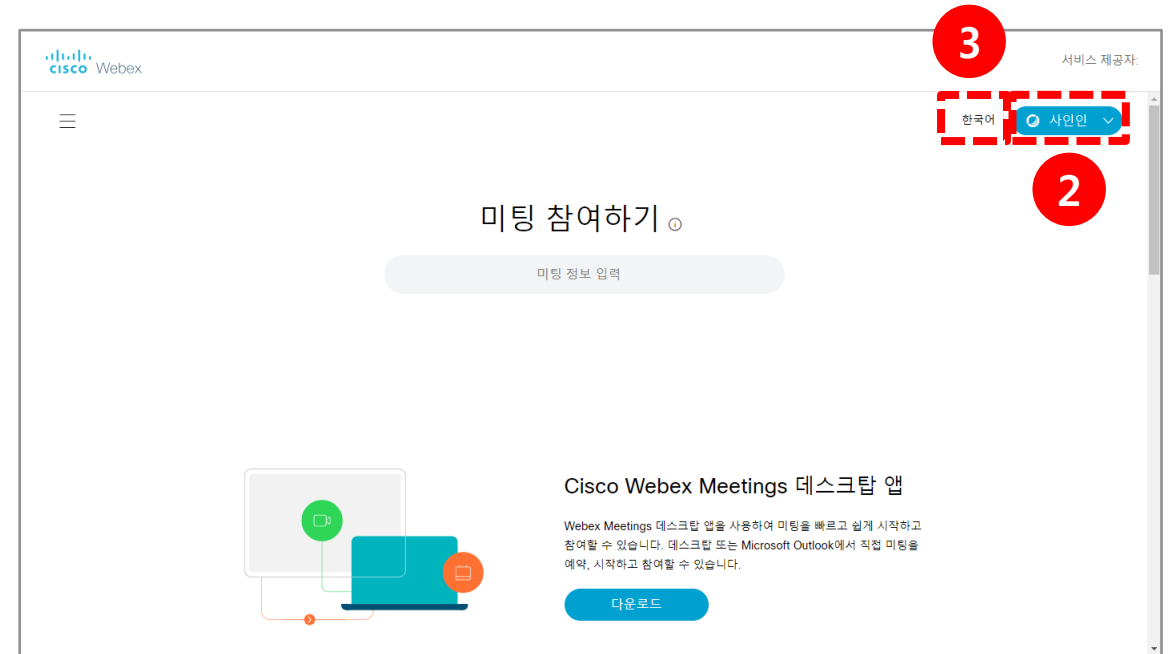 3
CISCO Webex
서비스 제공자:
한국어
사인인
2
미팅 참여하기
미팅 정보 입력
Cisco Webex Meetings 데스크탑 앱
Webex Meetings 데스크탑 앱을 사용하여 미팅을 빠르고 쉽게 시작하고
참여할 수 있습니다. 데스크탑 또는 Microsoft Outlook에서 직접 미팅을
예약, 시작하고 참여할 수 있습니다.
다운로드